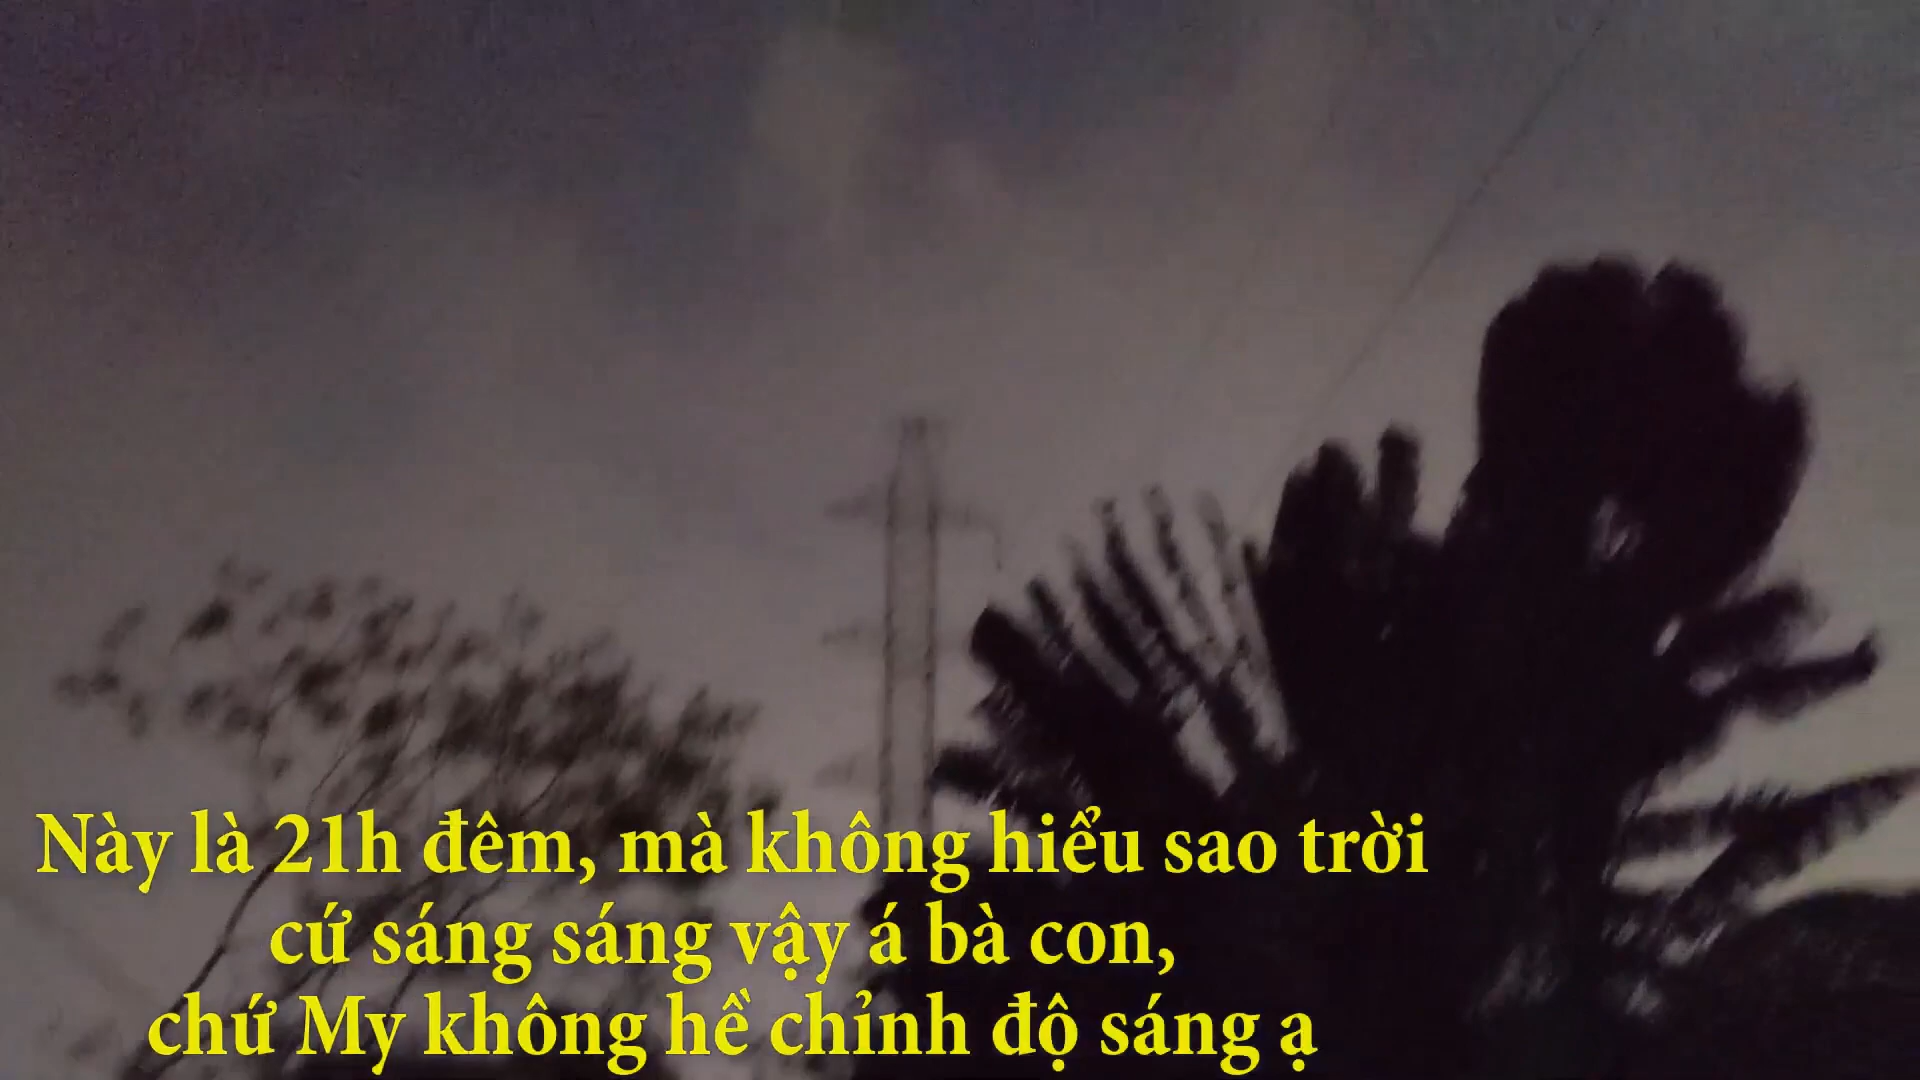 Này là 21h đêm, mà không hiểu sao trời
cứ sáng sáng vậy á bà con,
chứ My không hề chỉnh độ sáng ạ